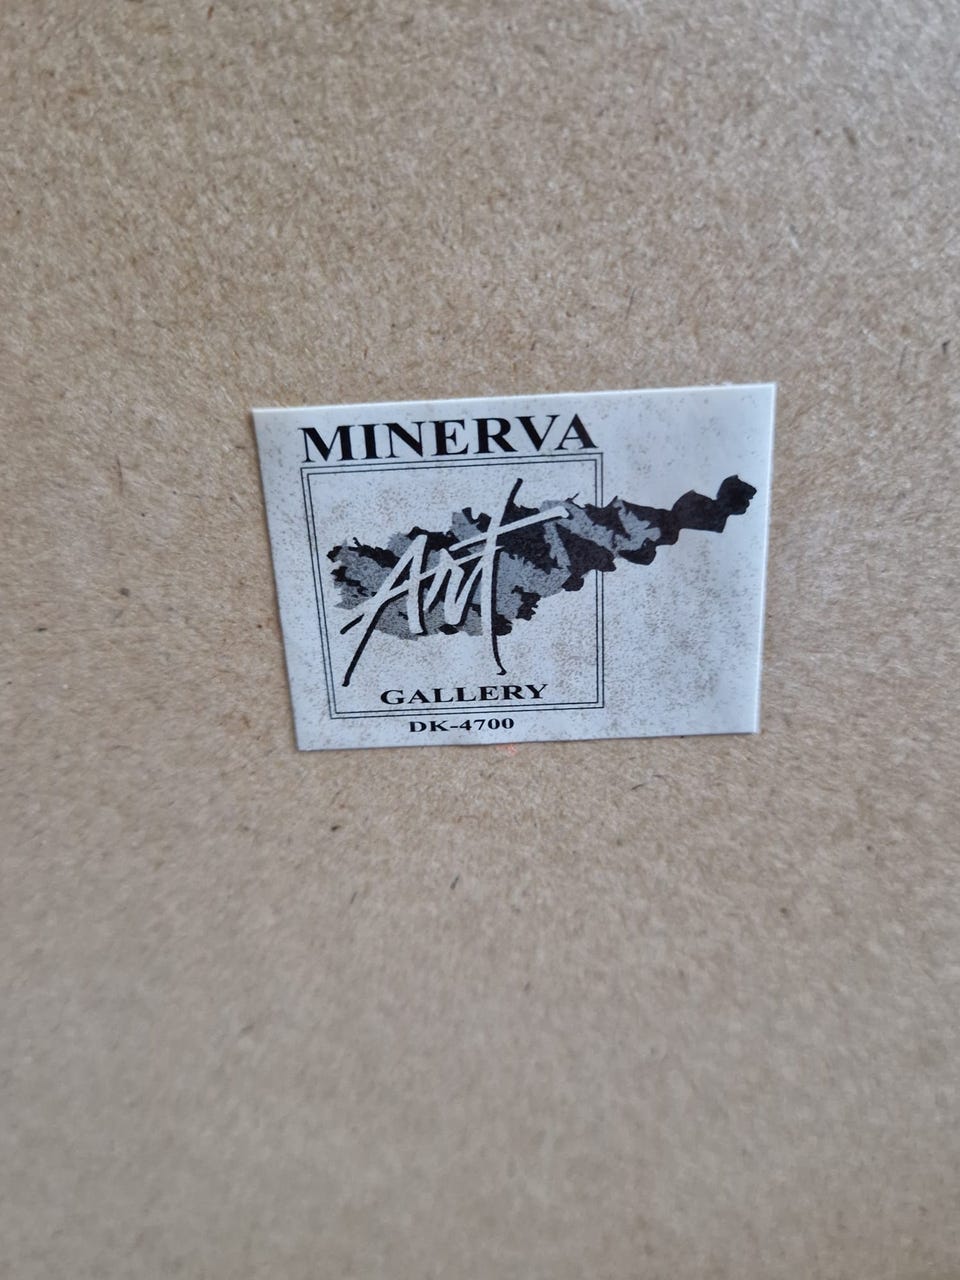 MINERVA
Art
GALLERY
DK-4700